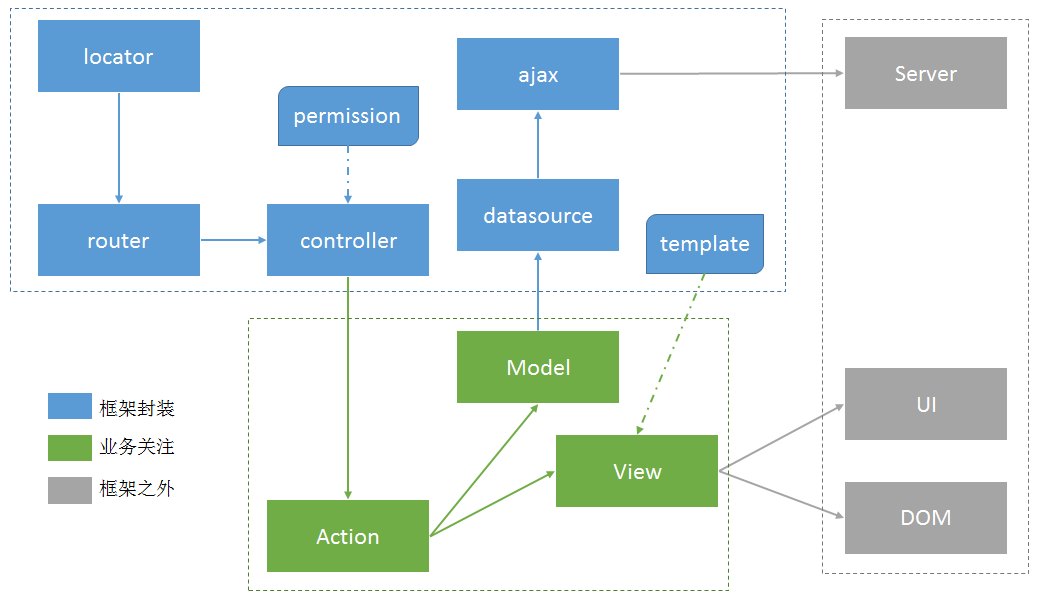 locator
ajax
Server
permission
datasource
router
controller
template
Model
框架封装
UI
业务关注
View
框架之外
Action
DOM